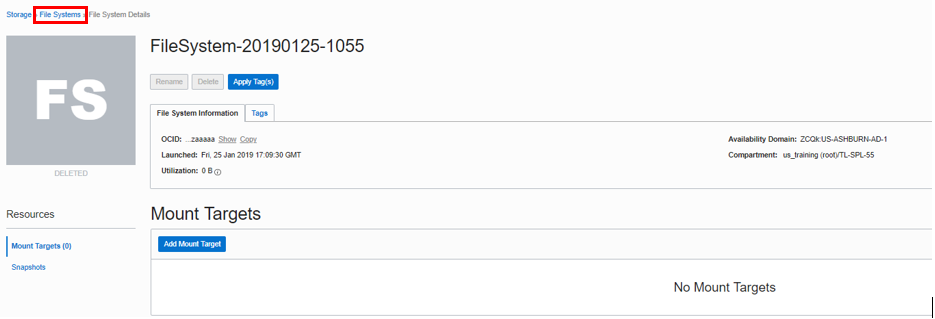 Storage » File Systems » File System Details
FS
DELETED
FileSystem-20190125-1055
Rename Delete Apply Tag(s)
File System Information Tags
OCID: ...zaaaaa Show Copy
Launched: Fri, 25 Jan 2019 17:09:30 GMT
Utilization: 0 B
Availability Domain: ZCQk:US-ASHBURN-AD-1
Compartment: us_training (root)/TL-SPL-55
Resources
Mount Targets (0)
Snapshots
Mount Targets
Add Mount Target
No Mount Targets